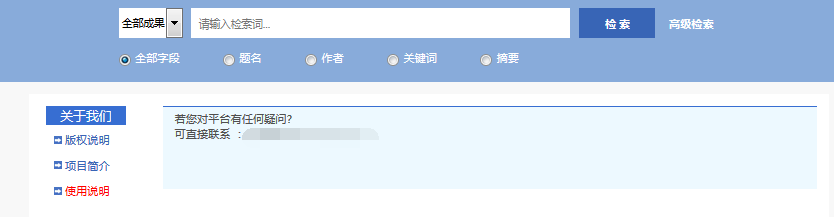 全部成果 请输入检索词... 检 索 高级检索
全部字段 题名 作者 关键词 摘要
关于我们
版权说明
项目简介
使用说明
若您对平台有任何疑问?
可直接联系 :